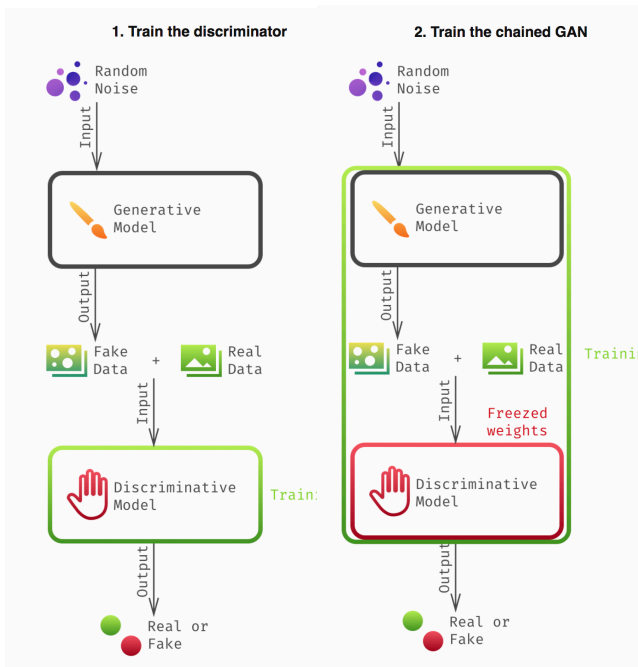 1. Train the discriminator
Random
Noise
Input
Generative
Model
Output
Fake
Data
+
Real
Data
Input
Discriminative
Model
Output
Real or
Fake
2. Train the chained GAN
Random
Noise
Input
Generative
Model
Output
Fake
Data
+
Real
Data
Input
Freezed
weights
Discriminative
Model
Output
Real or
Fake